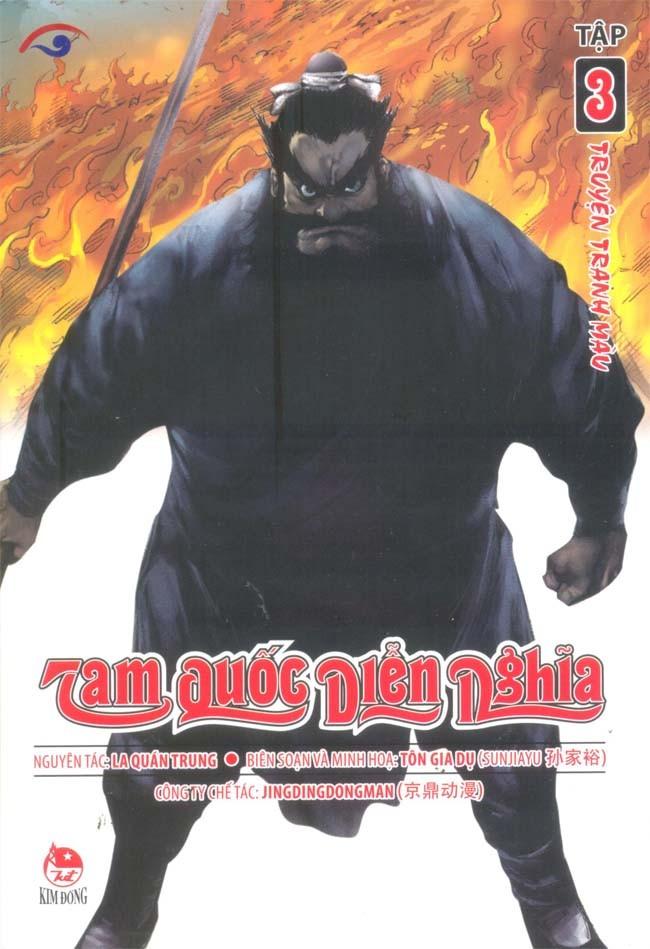 TẬP
3
TRUYỆN TRANH MÀU
Tam Quốc Diễn Nghĩa
NGUYÊN TÁC: LA QUÁN TRUNG • BIÊN SOẠN VÀ MINH HOẠ: TÔN GIA DỤ (SUNJIAYU 孙家裕)
CÔNG TY CHẾ TÁC: JINGDINGDONGMAN (京鼎动漫)
KIM ĐỒNG